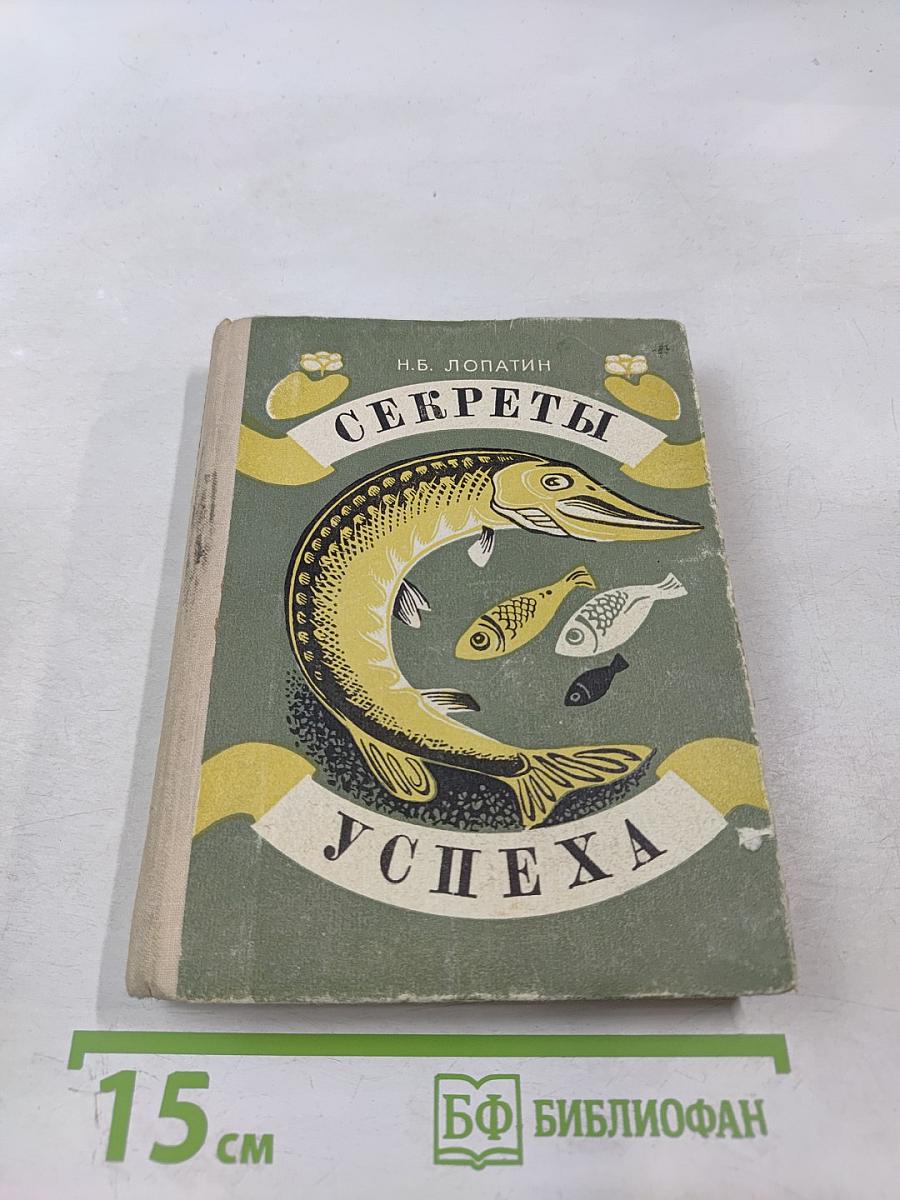 Н.Б. ЛОПАТИН
СЕКРЕТЫ
УСПЕХА
15 см
БФ БИБЛИОФАН